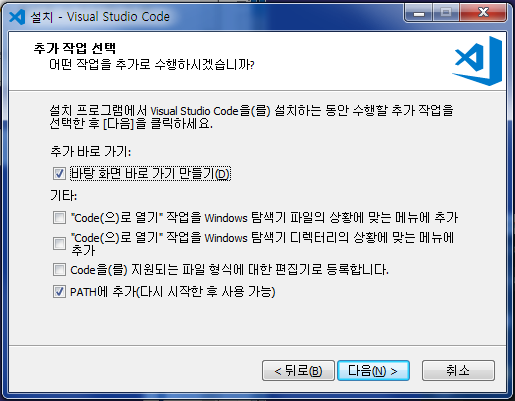 설치 - Visual Studio Code
추가 작업 선택
어떤 작업을 추가로 수행하시겠습니까?
설치 프로그램에서 Visual Studio Code을(를) 설치하는 동안 수행할 추가 작업을
선택한 후 [다음]을 클릭하세요.
추가 바로 가기:
바탕 화면 바로 가기 만들기(D)
기타:
"Code(으)로 열기" 작업을 Windows 탐색기 파일의 상황에 맞는 메뉴에 추가
"Code(으)로 열기" 작업을 Windows 탐색기 디렉터리의 상황에 맞는 메뉴에
추가
Code을(를) 지원되는 파일 형식에 대한 편집기로 등록합니다.
PATH에 추가(다시 시작한 후 사용 가능)
< 뒤로(B) 다음(N) > 취소